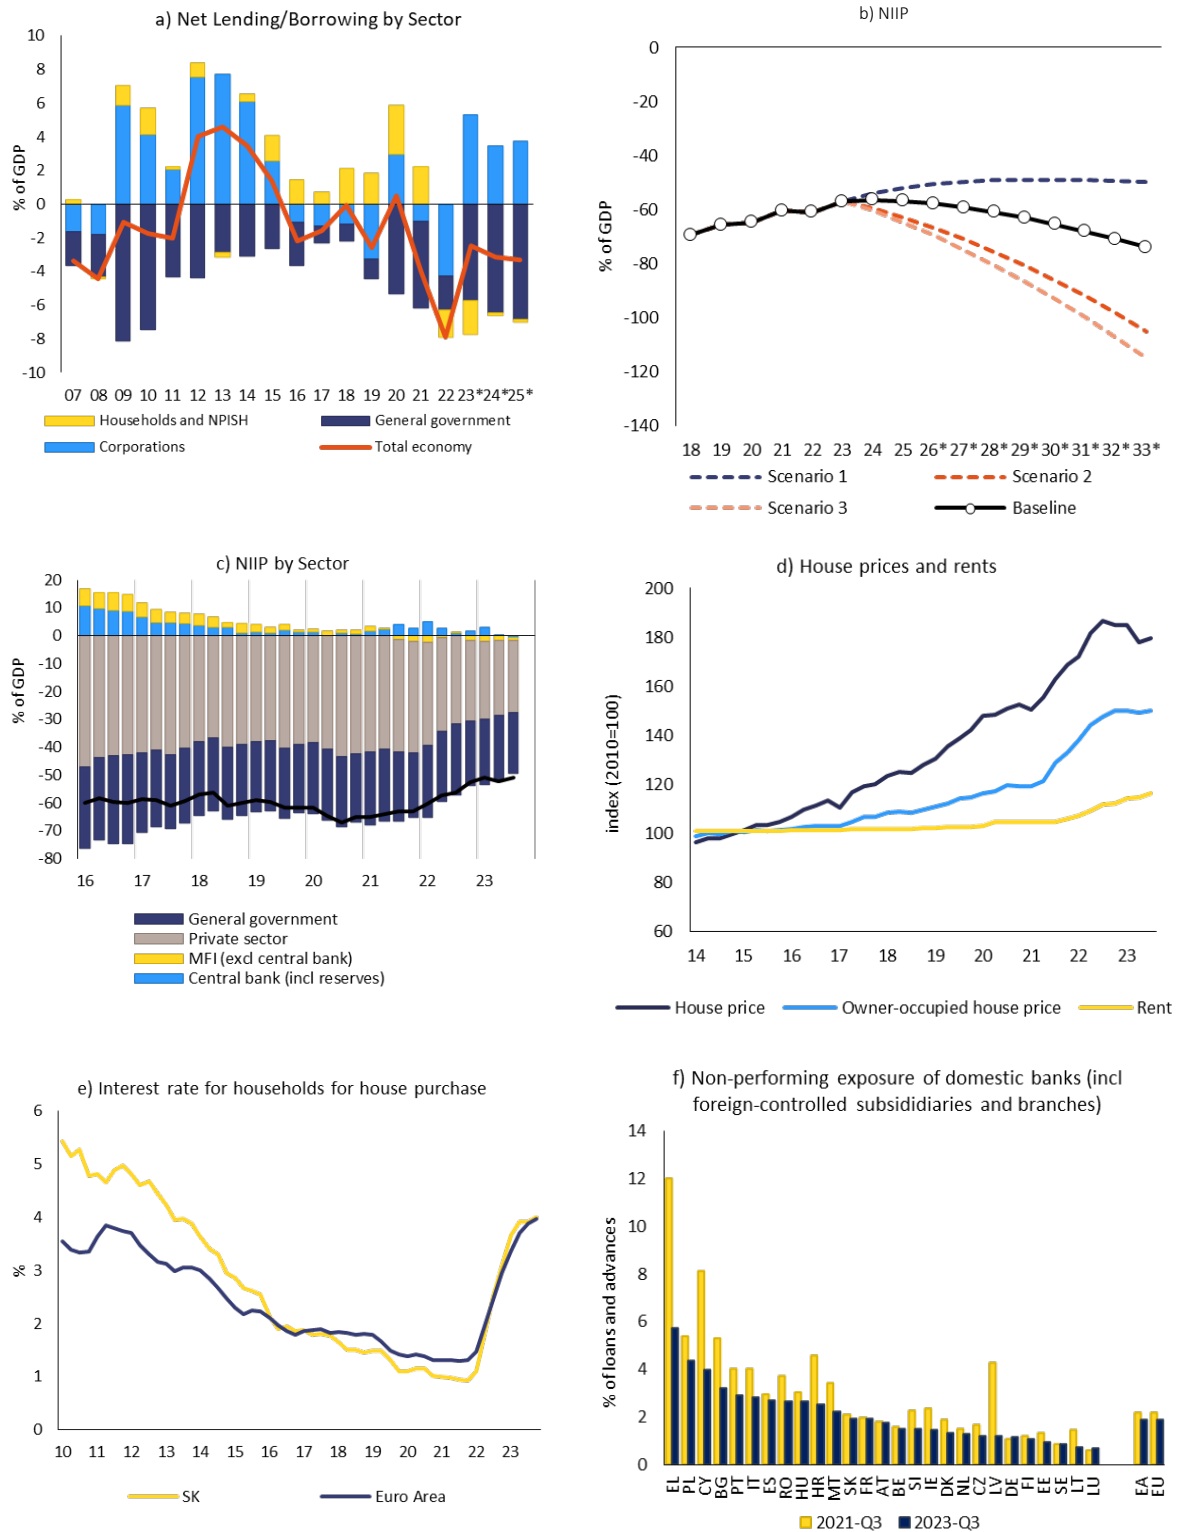 a) Net Lending/Borrowing by Sector
10
8
6
4
2
0
-2
-4
-6
-8
-10
% of GDP
07 08 09 10 11 12 13 14 15 16 17 18 19 20 21 22 23* 24* 25*
Households and NPISH
General government
Corporations
Total economy
b) NIIP
0
-20
-40
-60
-80
-100
-120
-140
% of GDP
18 19 20 21 22 23 24 25 26* 27* 28* 29* 30* 31* 32* 33*
Scenario 1
Scenario 2
Scenario 3
Baseline
c) NIIP by Sector
20
10
0
-10
-20
-30
-40
-50
-60
-70
-80
% of GDP
16 17 18 19 20 21 22 23
General government
Private sector
MFI (excl central bank)
Central bank (incl reserves)
d) House prices and rents
200
180
160
140
120
100
80
60
index (2010=100)
14 15 16 17 18 19 20 21 22 23
House price
Owner-occupied house price
Rent
e) Interest rate for households for house purchase
6
5
4
3
2
1
0
%
10 11 12 13 14 15 16 17 18 19 20 21 22 23
SK
Euro Area
f) Non-performing exposure of domestic banks (incl
foreign-controlled subsididiaries and branches)
14
12
10
8
6
4
2
0
% of loans and advances
EL PL CY BG PT IT ES RO HU HR MT SK FR AT BE SI IE DK NL CZ LV DE FI EE SE LT LU EA EU
2021-Q3
2023-Q3